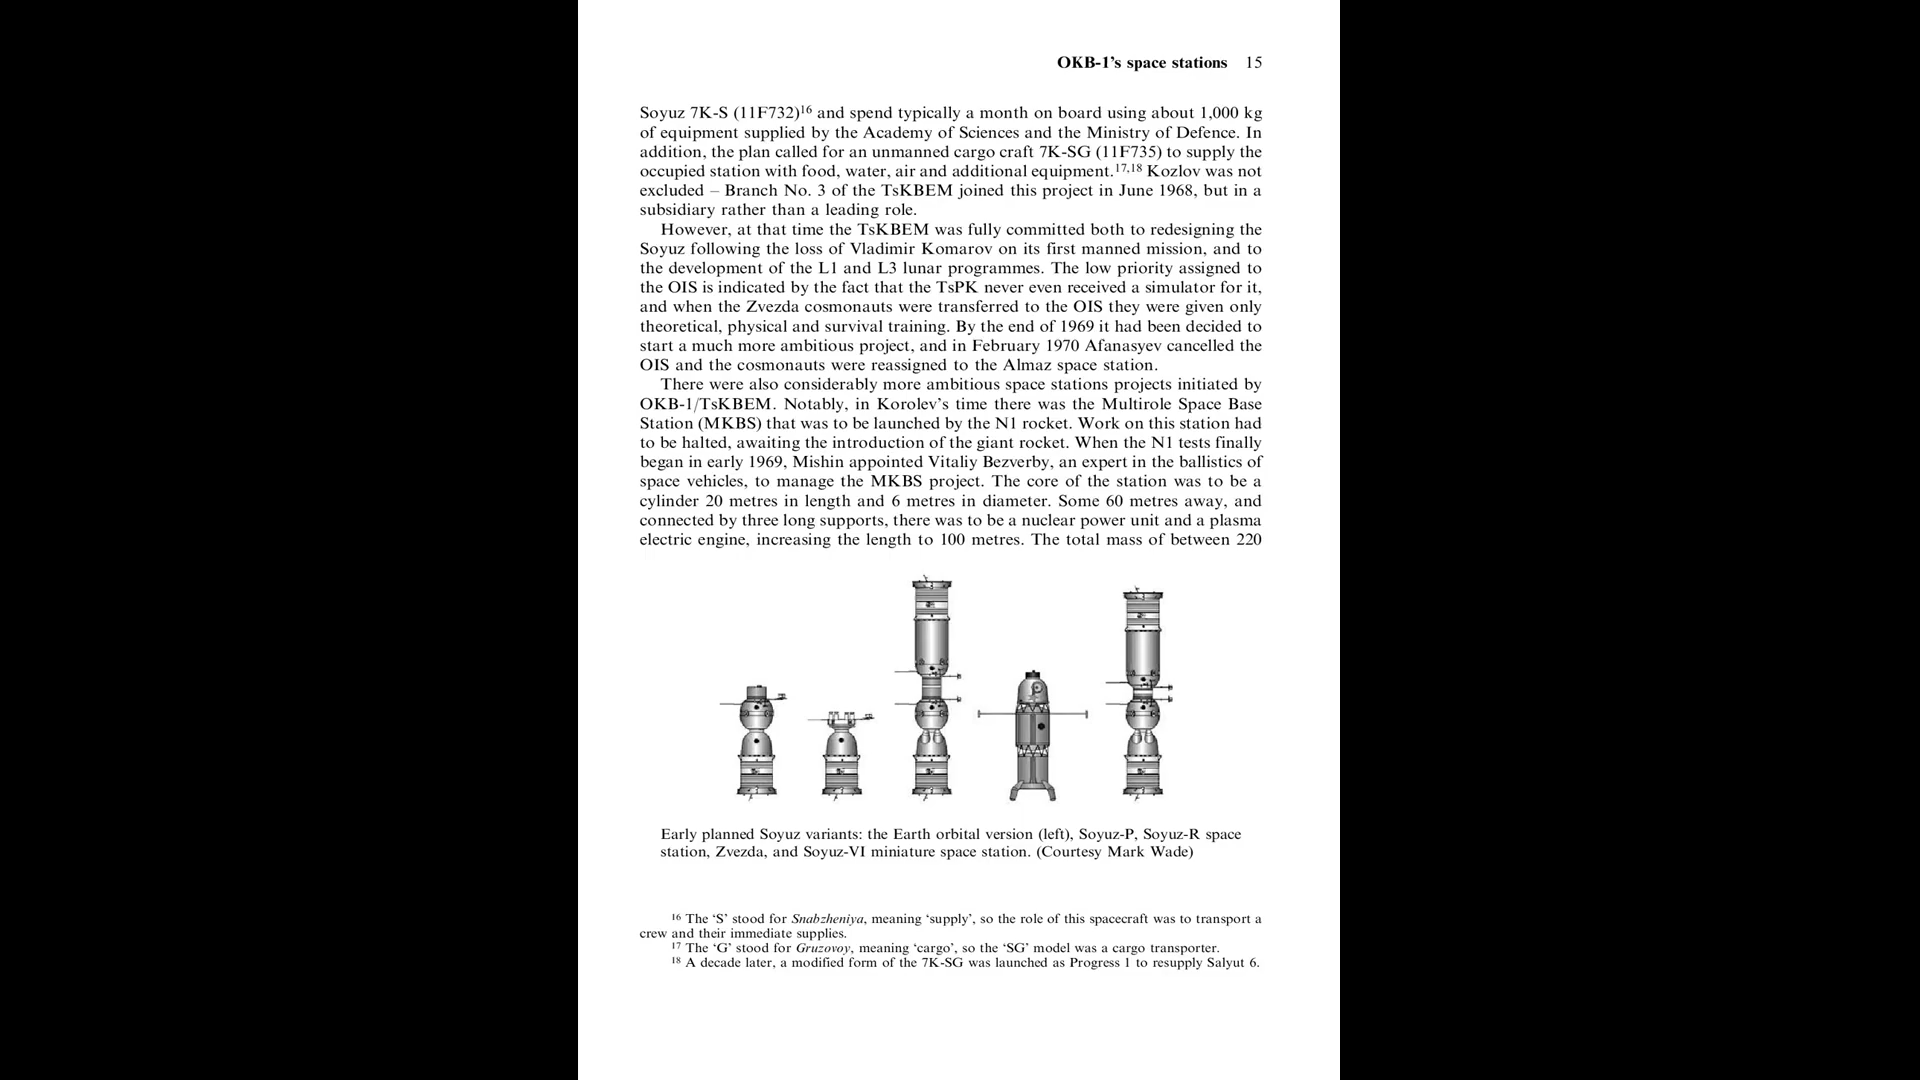 OKB-1’s space stations 15
Soyuz 7K-S (11F732)16 and spend typically a month on board using about 1,000 kg
of equipment supplied by the Academy of Sciences and the Ministry of Defence. In
addition, the plan called for an unmanned cargo craft 7K-SG (11F735) to supply the
occupied station with food, water, air and additional equipment.17,18 Kozlov was not
excluded – Branch No. 3 of the TsKBEM joined this project in June 1968, but in a
subsidiary rather than a leading role.
However, at that time the TsKBEM was fully committed both to redesigning the
Soyuz following the loss of Vladimir Komarov on its first manned mission, and to
the development of the L1 and L3 lunar programmes. The low priority assigned to
the OIS is indicated by the fact that the TsPK never even received a simulator for it,
and when the Zvezda cosmonauts were transferred to the OIS they were given only
theoretical, physical and survival training. By the end of 1969 it had been decided to
start a much more ambitious project, and in February 1970 Afanasyev cancelled the
OIS and the cosmonauts were reassigned to the Almaz space station.
There were also considerably more ambitious space stations projects initiated by
OKB-1/TsKBEM. Notably, in Korolev’s time there was the Multirole Space Base
Station (MKBS) that was to be launched by the N1 rocket. Work on this station had
to be halted, awaiting the introduction of the giant rocket. When the N1 tests finally
began in early 1969, Mishin appointed Vitaliy Bezverby, an expert in the ballistics of
space vehicles, to manage the MKBS project. The core of the station was to be a
cylinder 20 metres in length and 6 metres in diameter. Some 60 metres away, and
connected by three long supports, there was to be a nuclear power unit and a plasma
electric engine, increasing the length to 100 metres. The total mass of between 220
Early planned Soyuz variants: the Earth orbital version (left), Soyuz-P, Soyuz-R space
station, Zvezda, and Soyuz-VI miniature space station. (Courtesy Mark Wade)
16 The ‘S’ stood for Snabzheniya, meaning ‘supply’, so the role of this spacecraft was to transport a
crew and their immediate supplies.
17 The ‘G’ stood for Gruzovoy, meaning ‘cargo’, so the ‘SG’ model was a cargo transporter.
18 A decade later, a modified form of the 7K-SG was launched as Progress 1 to resupply Salyut 6.